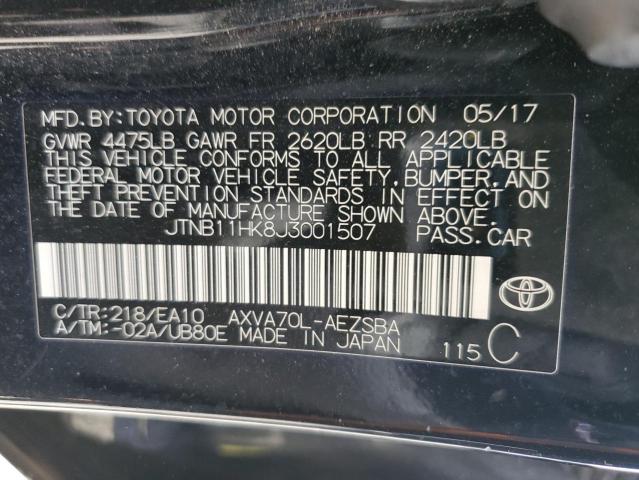 MFD.BY:TOYOTA MOTOR CORPORATION 05/17
GVWR 4475LB GAWR FR 2620LB RR 2420LB
THIS VEHICLE CONFORMS TO ALL APPLICABLE
FEDERAL MOTOR VEHICLE SAFETY,BUMPER,AND
THEFT PREVENTION STANDARDS IN EFFECT ON
THE DATE OF MANUFACTURE SHOWN ABOVE.
JTNB11HK8J3001507 PASS.CAR
C/TR:218/EA10 AXVA70L-AEZSBA
A/TM:-02A/UB80E MADE IN JAPAN 115 C